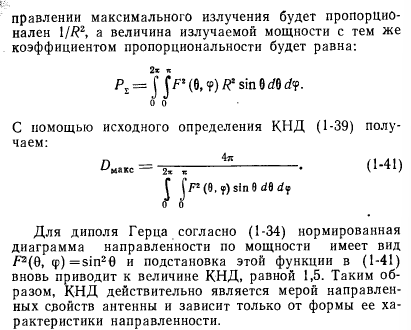 правлении максимального излучения будет пропорцио-
нален 1/R², а величина излучаемой мощности с тем же
коэффициентом пропорциональности будет равна:
2π π
P_Σ = ∫ ∫ F² (θ, φ) R² sin θ dθ dφ.
0 0
С помощью исходного определения КНД (1-39) полу-
чаем:
D_макс = 4π / ∫ ∫ F² (θ, φ) sin θ dθ dφ . (1-41)
2π π
0 0
Для диполя Герца согласно (1-34) нормированная
диаграмма направленности по мощности имеет вид
F²(θ, φ) =sin²θ и подстановка этой функции в (1-41)
вновь приводит к величине КНД, равной 1,5. Таким об-
разом, КНД действительно является мерой направлен-
ных свойств антенны и зависит только от формы ее ха-
рактеристики направленности.